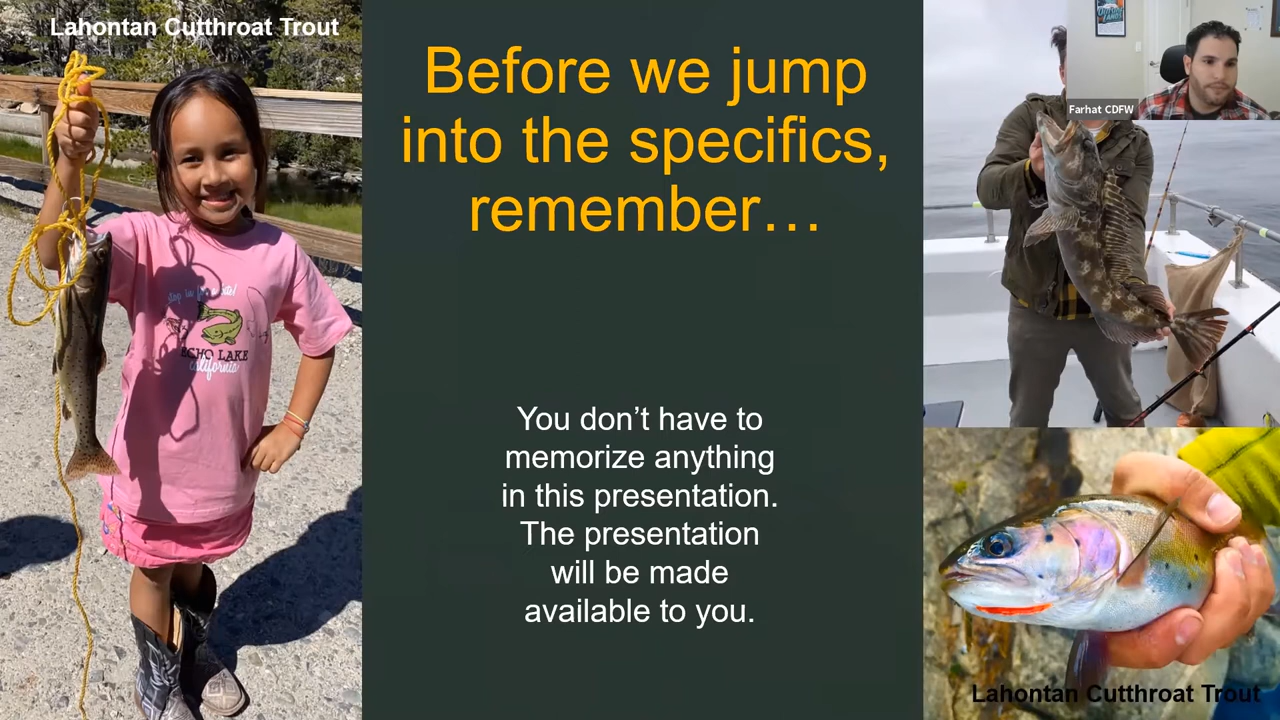 Lahontan Cutthroat Trout
Before we jump
into the specifics,
remember…
You don’t have to
memorize anything
in this presentation.
The presentation
will be made
available to you.
Farhat CDFW
ECHO LAKE
california
Lahontan Cutthroat Trout